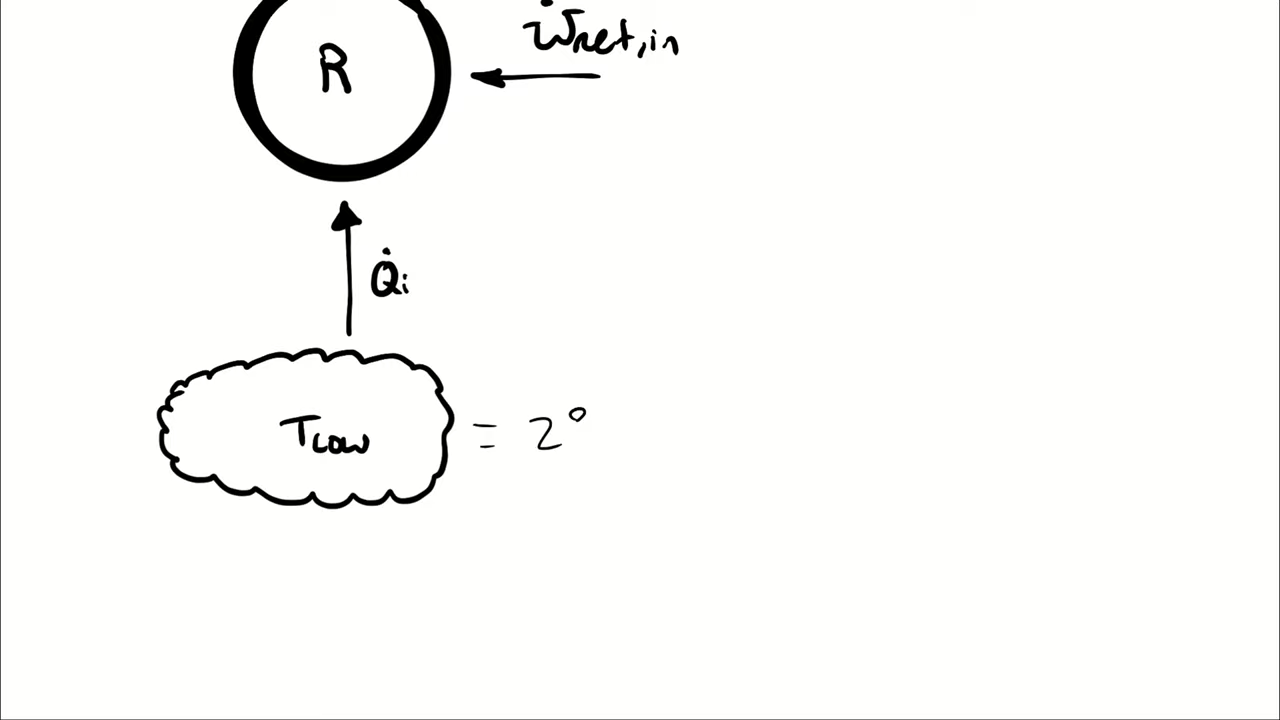 Ẇnet,in
R
Q̇i
TLOW = 2°